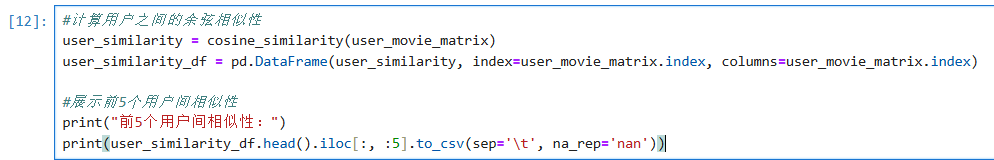 [12]: #计算用户之间的余弦相似性
user_similarity = cosine_similarity(user_movie_matrix)
user_similarity_df = pd.DataFrame(user_similarity, index=user_movie_matrix.index, columns=user_movie_matrix.index)
#展示前5个用户间相似性
print("前5个用户间相似性：")
print(user_similarity_df.head().iloc[:, :5].to_csv(sep='\t', na_rep='nan'))